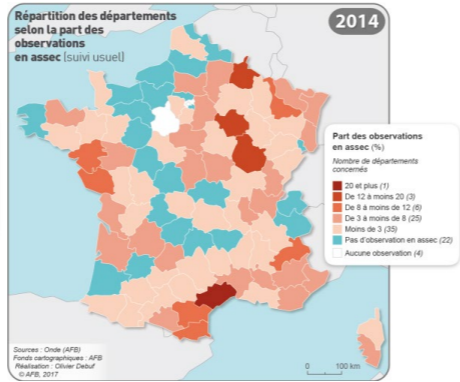 Répartition des départements
selon la part des
observations
en assec (suivi usuel)
2014
Part des observations
en assec (%)
Nombre de départements
concernés
20 et plus (1)
De 12 à moins 20 (3)
De 8 à moins de 12 (6)
De 3 à moins de 8 (25)
Moins de 3 (35)
Pas d'observation en assec (22)
Aucune observation (4)
Sources : Onde (AFB)
Fonds cartographiques : AFB
Réalisation : Olivier Debuf
© AFB, 2017
0 100 km